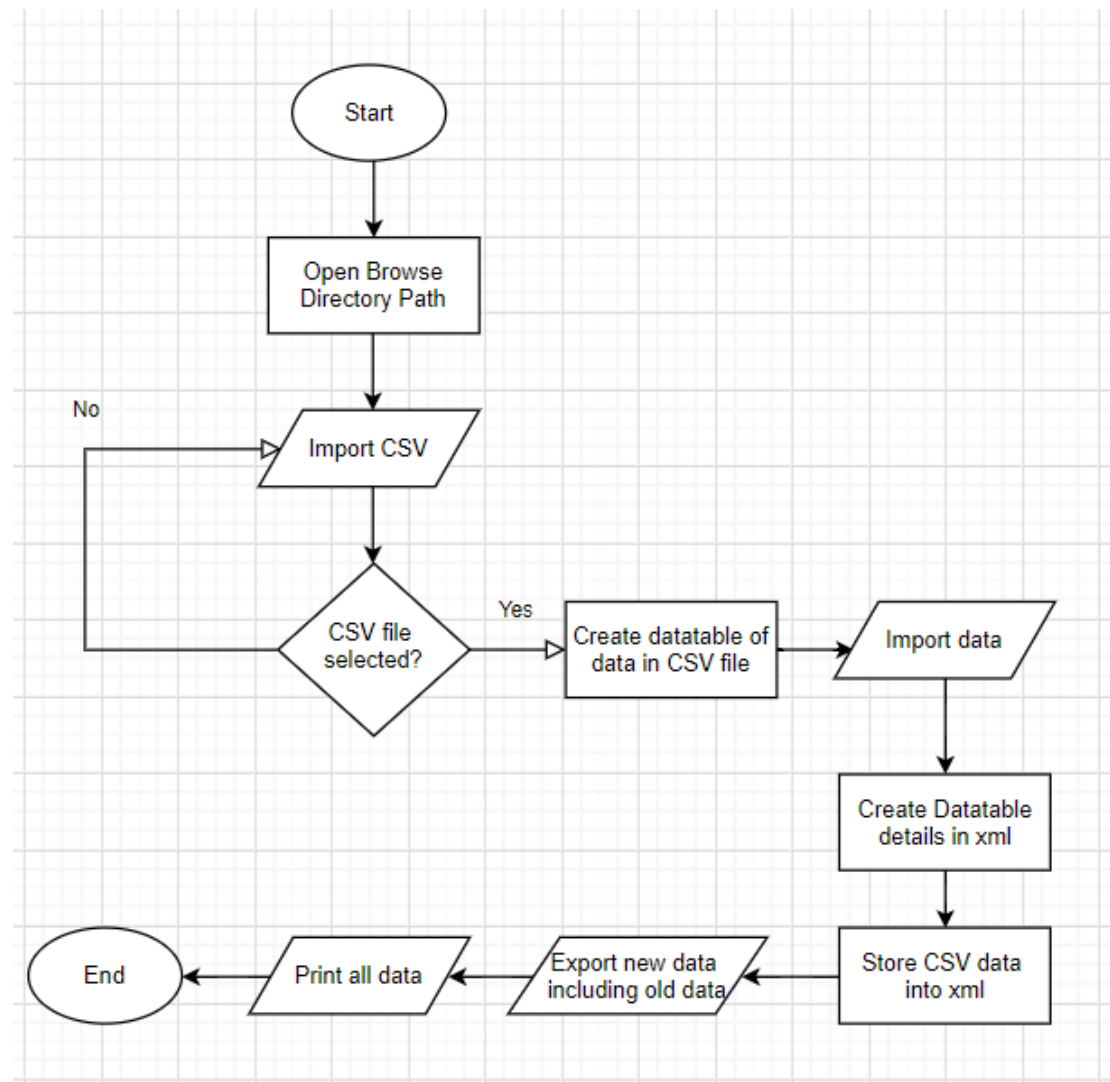 Start
Open Browse
Directory Path
No
Import CSV
CSV file
selected?
Yes
Create datatable of
data in CSV file
Import data
Create Datatable
details in xml
Store CSV data
into xml
Export new data
including old data
Print all data
End